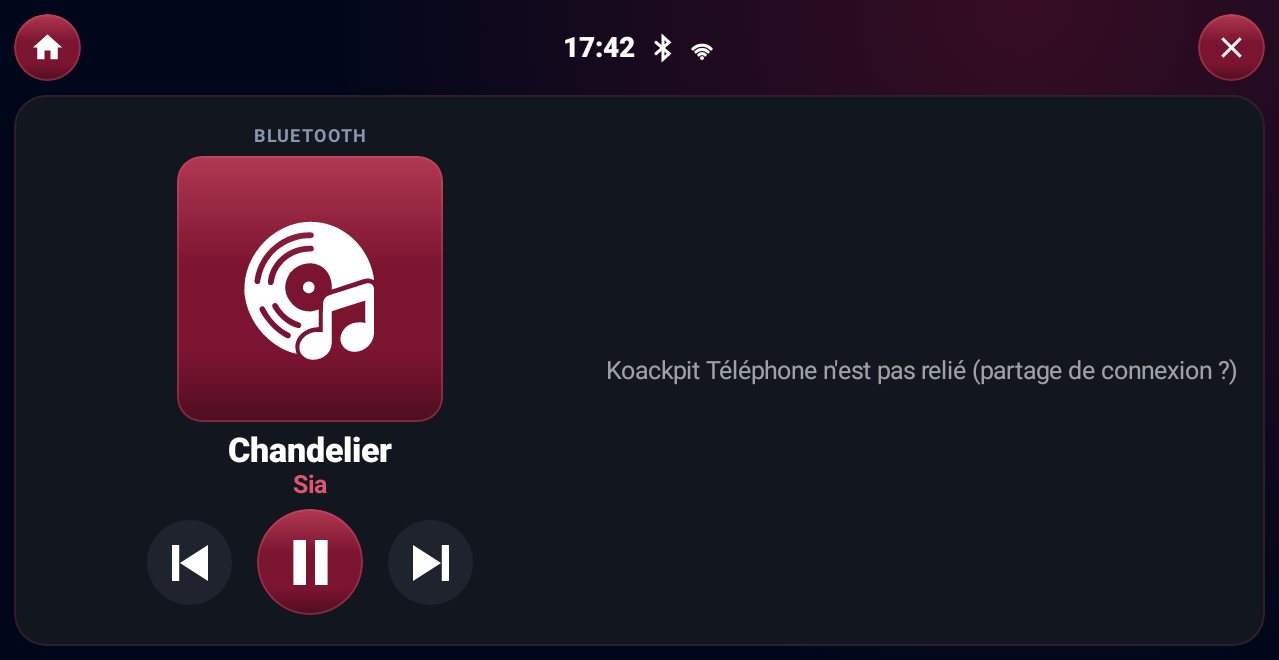 17:42
BLUETOOTH
Chandelier
Sia
Koackpit Téléphone n'est pas relié (partage de connexion ?)